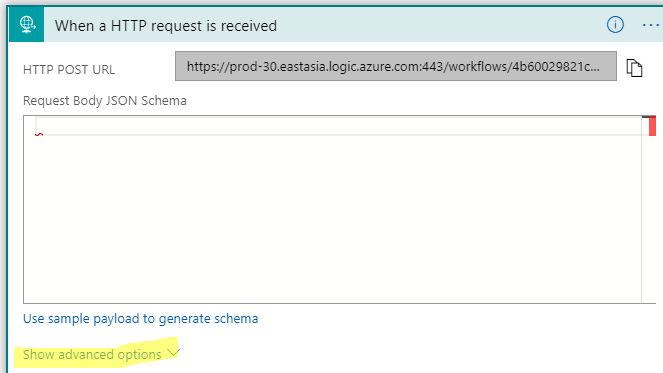 When a HTTP request is received
HTTP POST URL
https://prod-30.eastasia.logic.azure.com:443/workflows/4b60029821c...
Request Body JSON Schema
Use sample payload to generate schema
Show advanced options